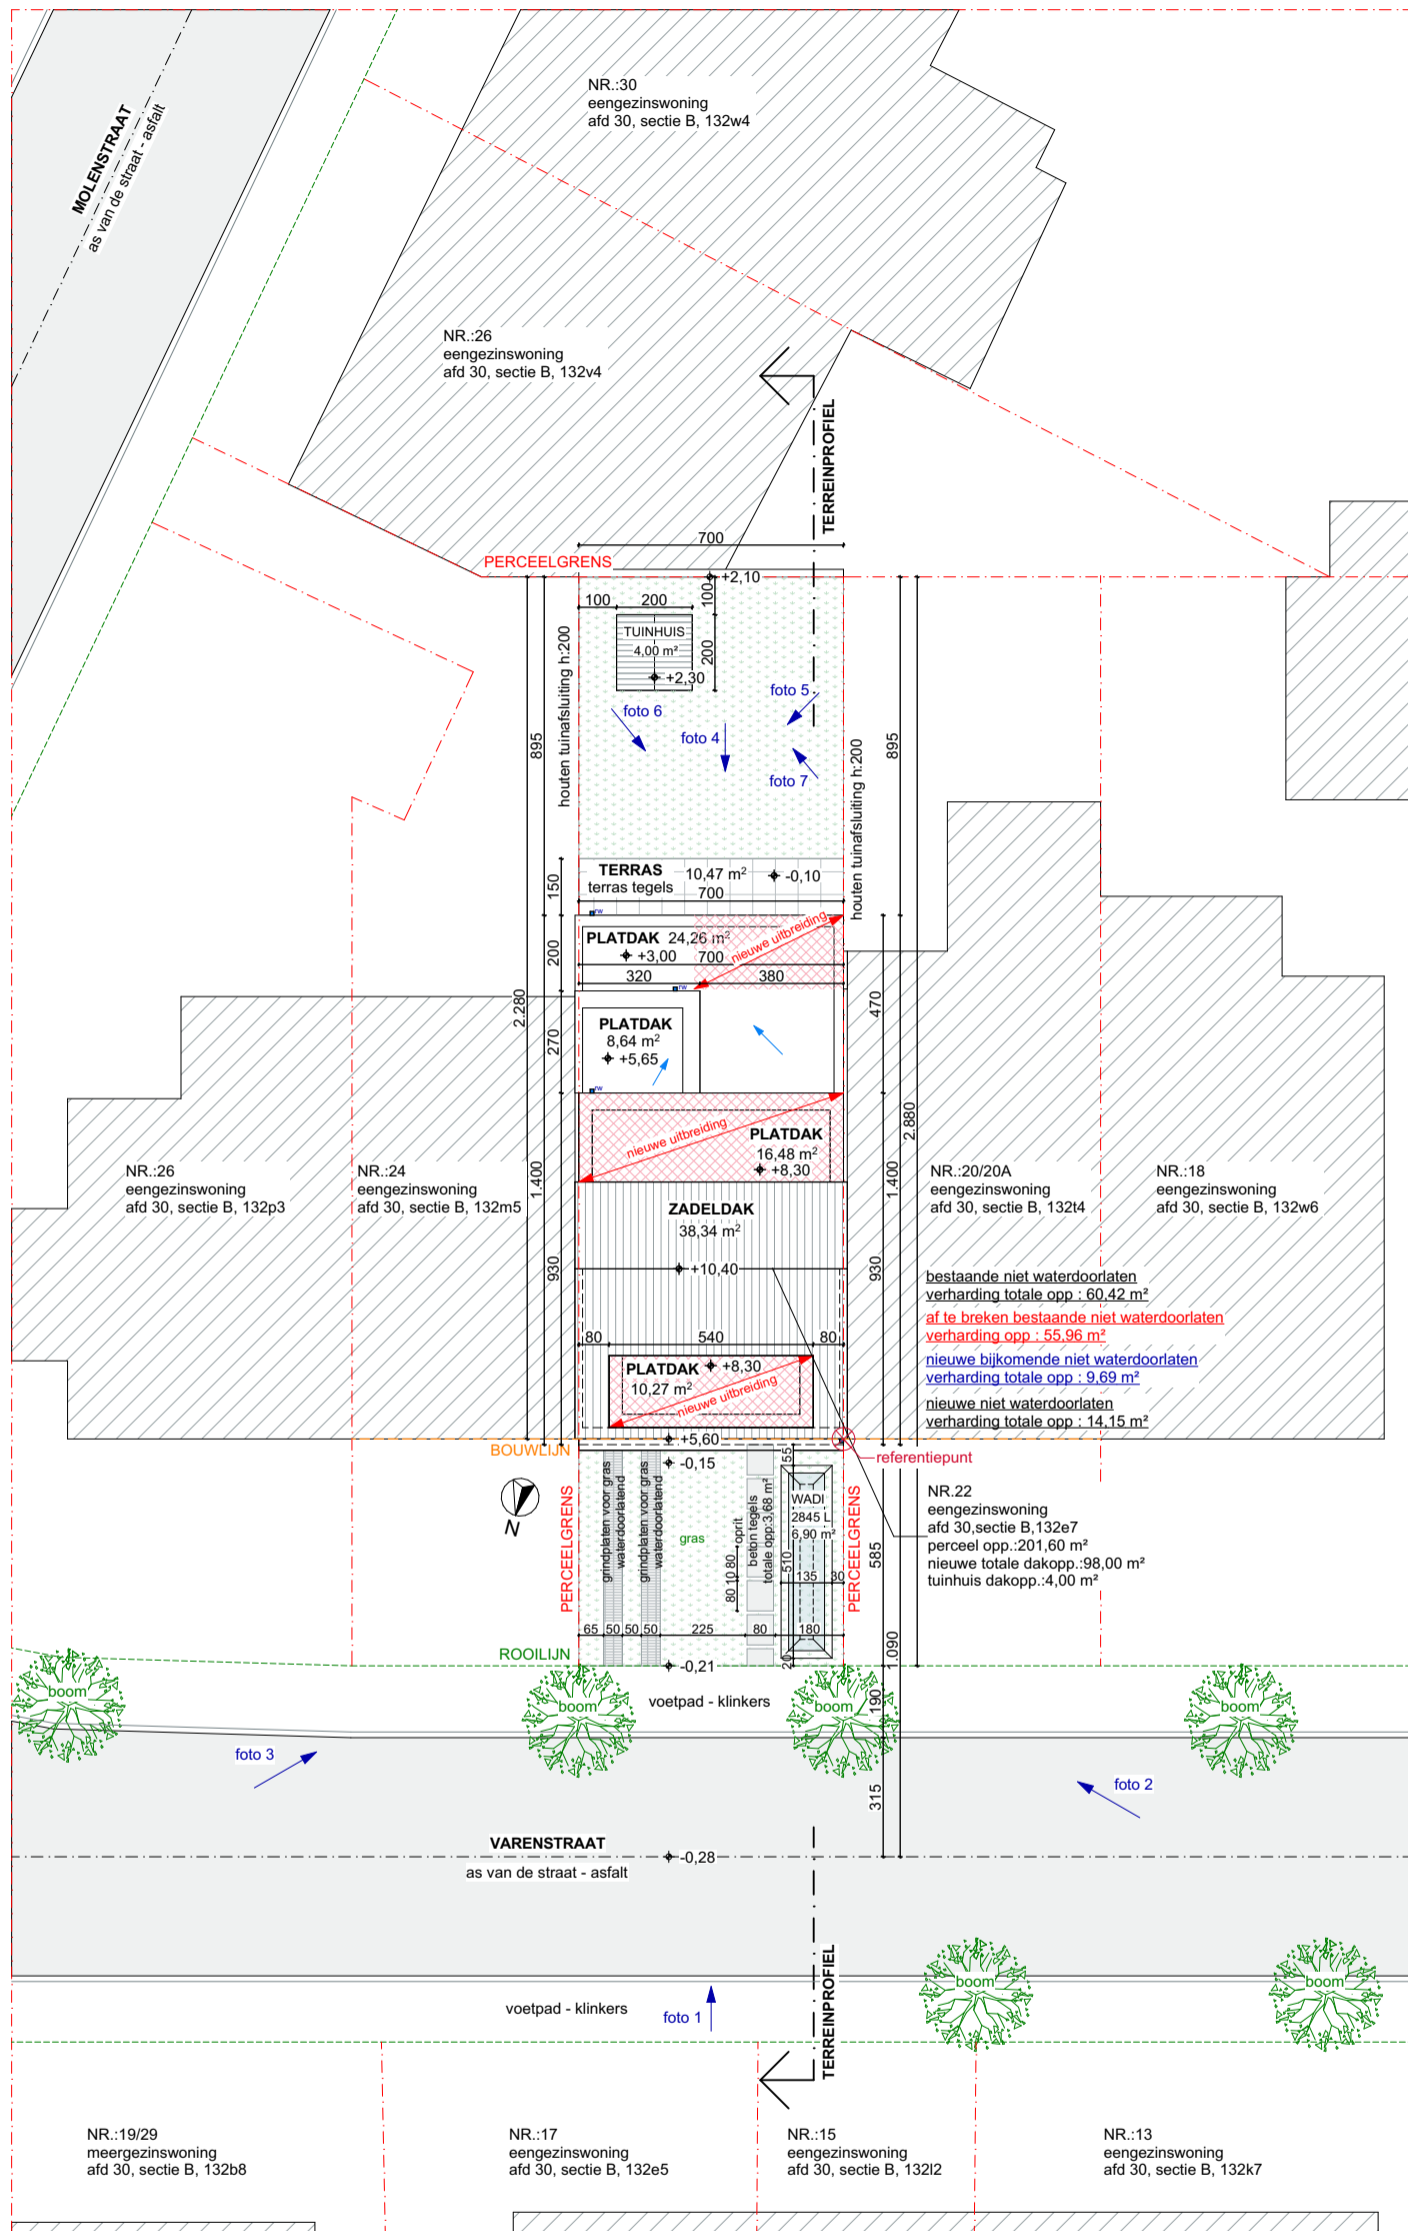 MOLENSTRAAT
as van de straat - asfalt
NR.:30
eengezinswoning
afd 30, sectie B, 132w4
NR.:26
eengezinswoning
afd 30, sectie B, 132v4
TERREINPROFIEL
700
PERCEELGRENS
+2,10
100
200
100
TUINHUIS
4,00 m²
200
+2,30
houten tuinafsluiting h:200
foto 5
foto 6
foto 4
foto 7
895
895
houten tuinafsluiting h:200
TERRAS
10,47 m²
-0,10
terras tegels
700
150
rw
PLATDAK 24,26 m²
nieuwe uitbreiding
+3,00
700
200
320
380
rw
2.280
470
PLATDAK
8,64 m²
+5,65
270
rw
nieuwe uitbreiding
PLATDAK
16,48 m²
+8,30
2.880
NR.:26
eengezinswoning
afd 30, sectie B, 132p3
NR.:24
eengezinswoning
afd 30, sectie B, 132m5
1.400
1.400
NR.:20/20A
eengezinswoning
afd 30, sectie B, 132t4
NR.:18
eengezinswoning
afd 30, sectie B, 132w6
ZADELDAK
38,34 m²
+10,40
930
930
bestaande niet waterdoorlaten
verharding totale opp : 60,42 m²
af te breken bestaande niet waterdoorlaten
verharding opp : 55,96 m²
nieuwe bijkomende niet waterdoorlaten
verharding totale opp : 9,69 m²
nieuwe niet waterdoorlaten
verharding totale opp : 14,15 m²
80
540
80
PLATDAK
+8,30
10,27 m²
nieuwe uitbreiding
+5,60
BOUWLIJN
-0,15
referentiepunt
N
PERCEELGRENS
grindplaten voor gras
waterdoorlatend
grindplaten voor gras
waterdoorlatend
gras
oprit
beton tegels
totale opp:3,68 m²
80 10 80
55
WADI
2845 L
6,90 m²
510
135
30
PERCEELGRENS
585
NR.22
eengezinswoning
afd 30,sectie B,132e7
perceel opp.:201,60 m²
nieuwe totale dakopp.:98,00 m²
tuinhuis dakopp.:4,00 m²
65
50
50
50
225
80
180
20
ROOILIJN
-0,21
1.090
190
boom
boom
voetpad - klinkers
boom
boom
foto 3
foto 2
315
VARENSTRAAT
-0,28
as van de straat - asfalt
TERREINPROFIEL
boom
boom
voetpad - klinkers
foto 1
NR.:19/29
meergezinswoning
afd 30, sectie B, 132b8
NR.:17
eengezinswoning
afd 30, sectie B, 132e5
NR.:15
eengezinswoning
afd 30, sectie B, 132l2
NR.:13
eengezinswoning
afd 30, sectie B, 132k7